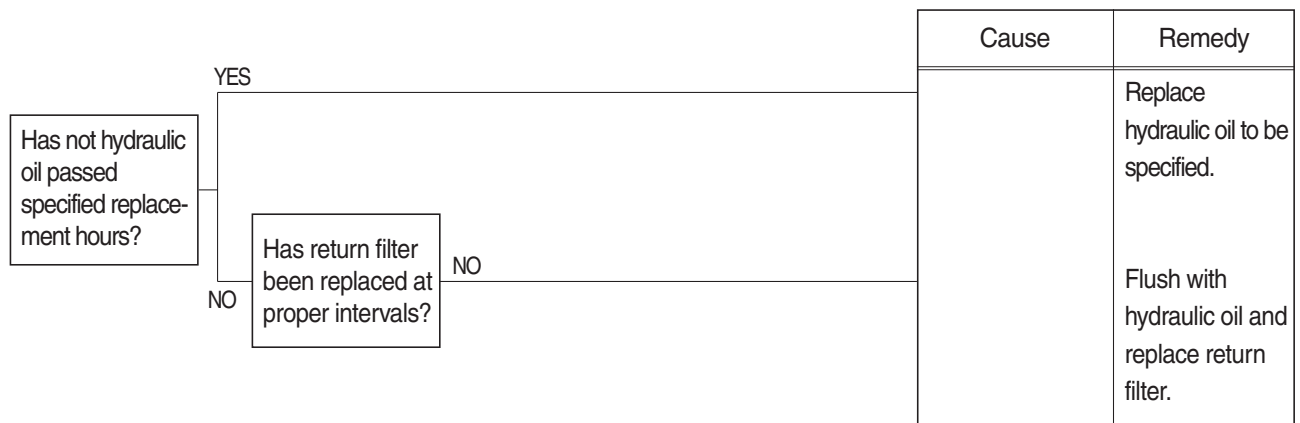 Cause
Remedy
YES
Replace
hydraulic oil to be
specified.
Has not hydraulic
oil passed
specified replace-
ment hours?
Has return filter
been replaced at
proper intervals?
NO
NO
Flush with
hydraulic oil and
replace return
filter.